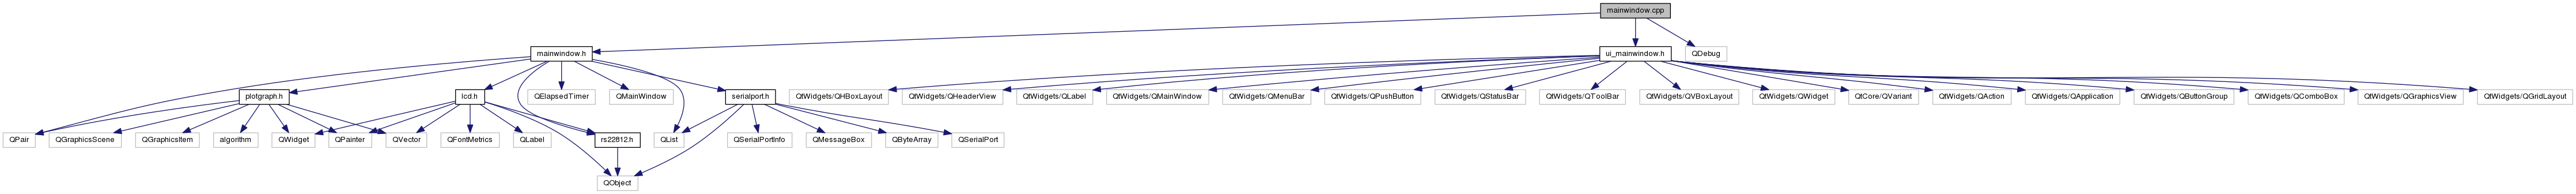 mainwindow.cpp
mainwindow.h
ui_mainwindow.h
QDebug
plotgraph.h
lcd.h
QElapsedTimer
QMainWindow
serialport.h
QtWidgets/QHBoxLayout
QtWidgets/QHeaderView
QtWidgets/QLabel
QtWidgets/QMainWindow
QtWidgets/QMenuBar
QtWidgets/QPushButton
QtWidgets/QStatusBar
QtWidgets/QToolBar
QtWidgets/QVBoxLayout
QtWidgets/QWidget
QtCore/QVariant
QtWidgets/QAction
QtWidgets/QApplication
QtWidgets/QButtonGroup
QtWidgets/QComboBox
QtWidgets/QGraphicsView
QtWidgets/QGridLayout
QPair
QGraphicsScene
QGraphicsItem
algorithm
QWidget
QPainter
QVector
QFontMetrics
QLabel
rs22812.h
QList
QSerialPortInfo
QMessageBox
QByteArray
QSerialPort
QObject